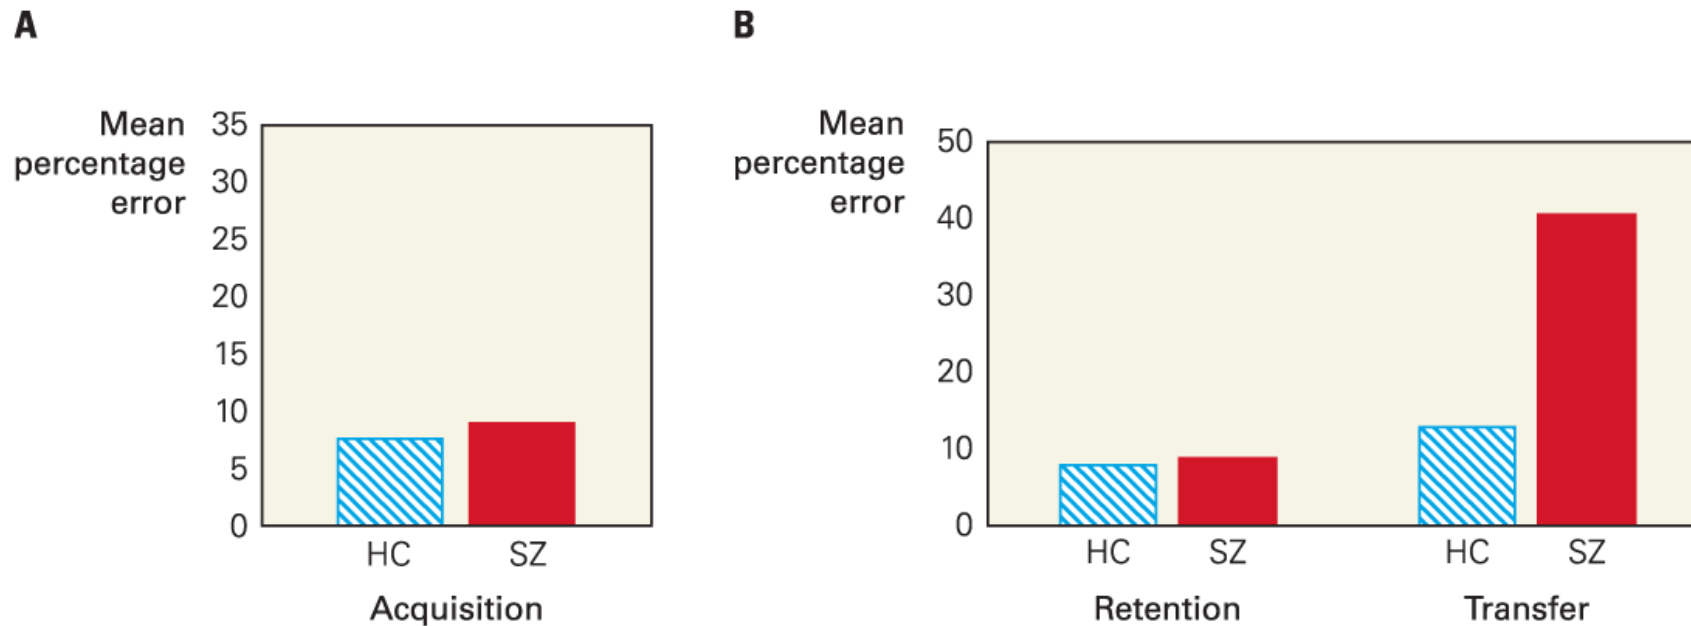 A
Mean
percentage
error
35
30
25
20
15
10
5
0
HC SZ
Acquisition
B
Mean
percentage
error
50
40
30
20
10
0
HC SZ HC SZ
Retention Transfer